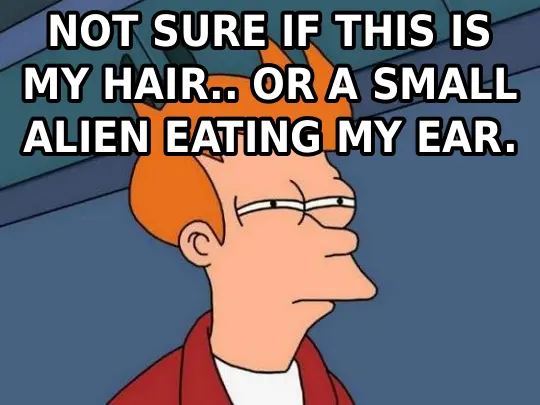 NOT SURE IF THIS IS
MY HAIR.. OR A SMALL
ALIEN EATING MY EAR.